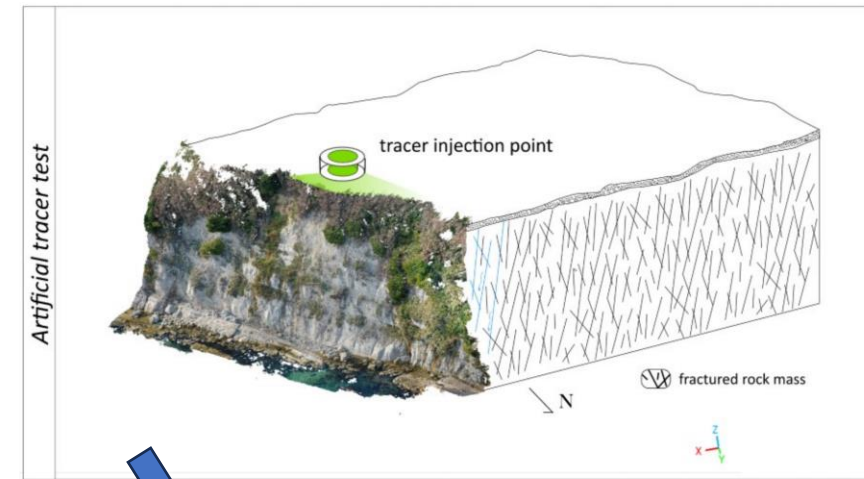 Artificial tracer test
tracer injection point
fractured rock mass
N
Z
X
Y